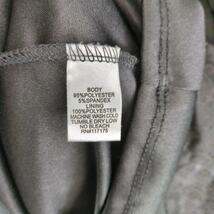 BODY
95%POLYESTER
5%SPANDEX
LINING
100%POLYESTER
MACHINE WASH COLD
TUMBLE DRY LOW
NO BLEACH
RN#117175